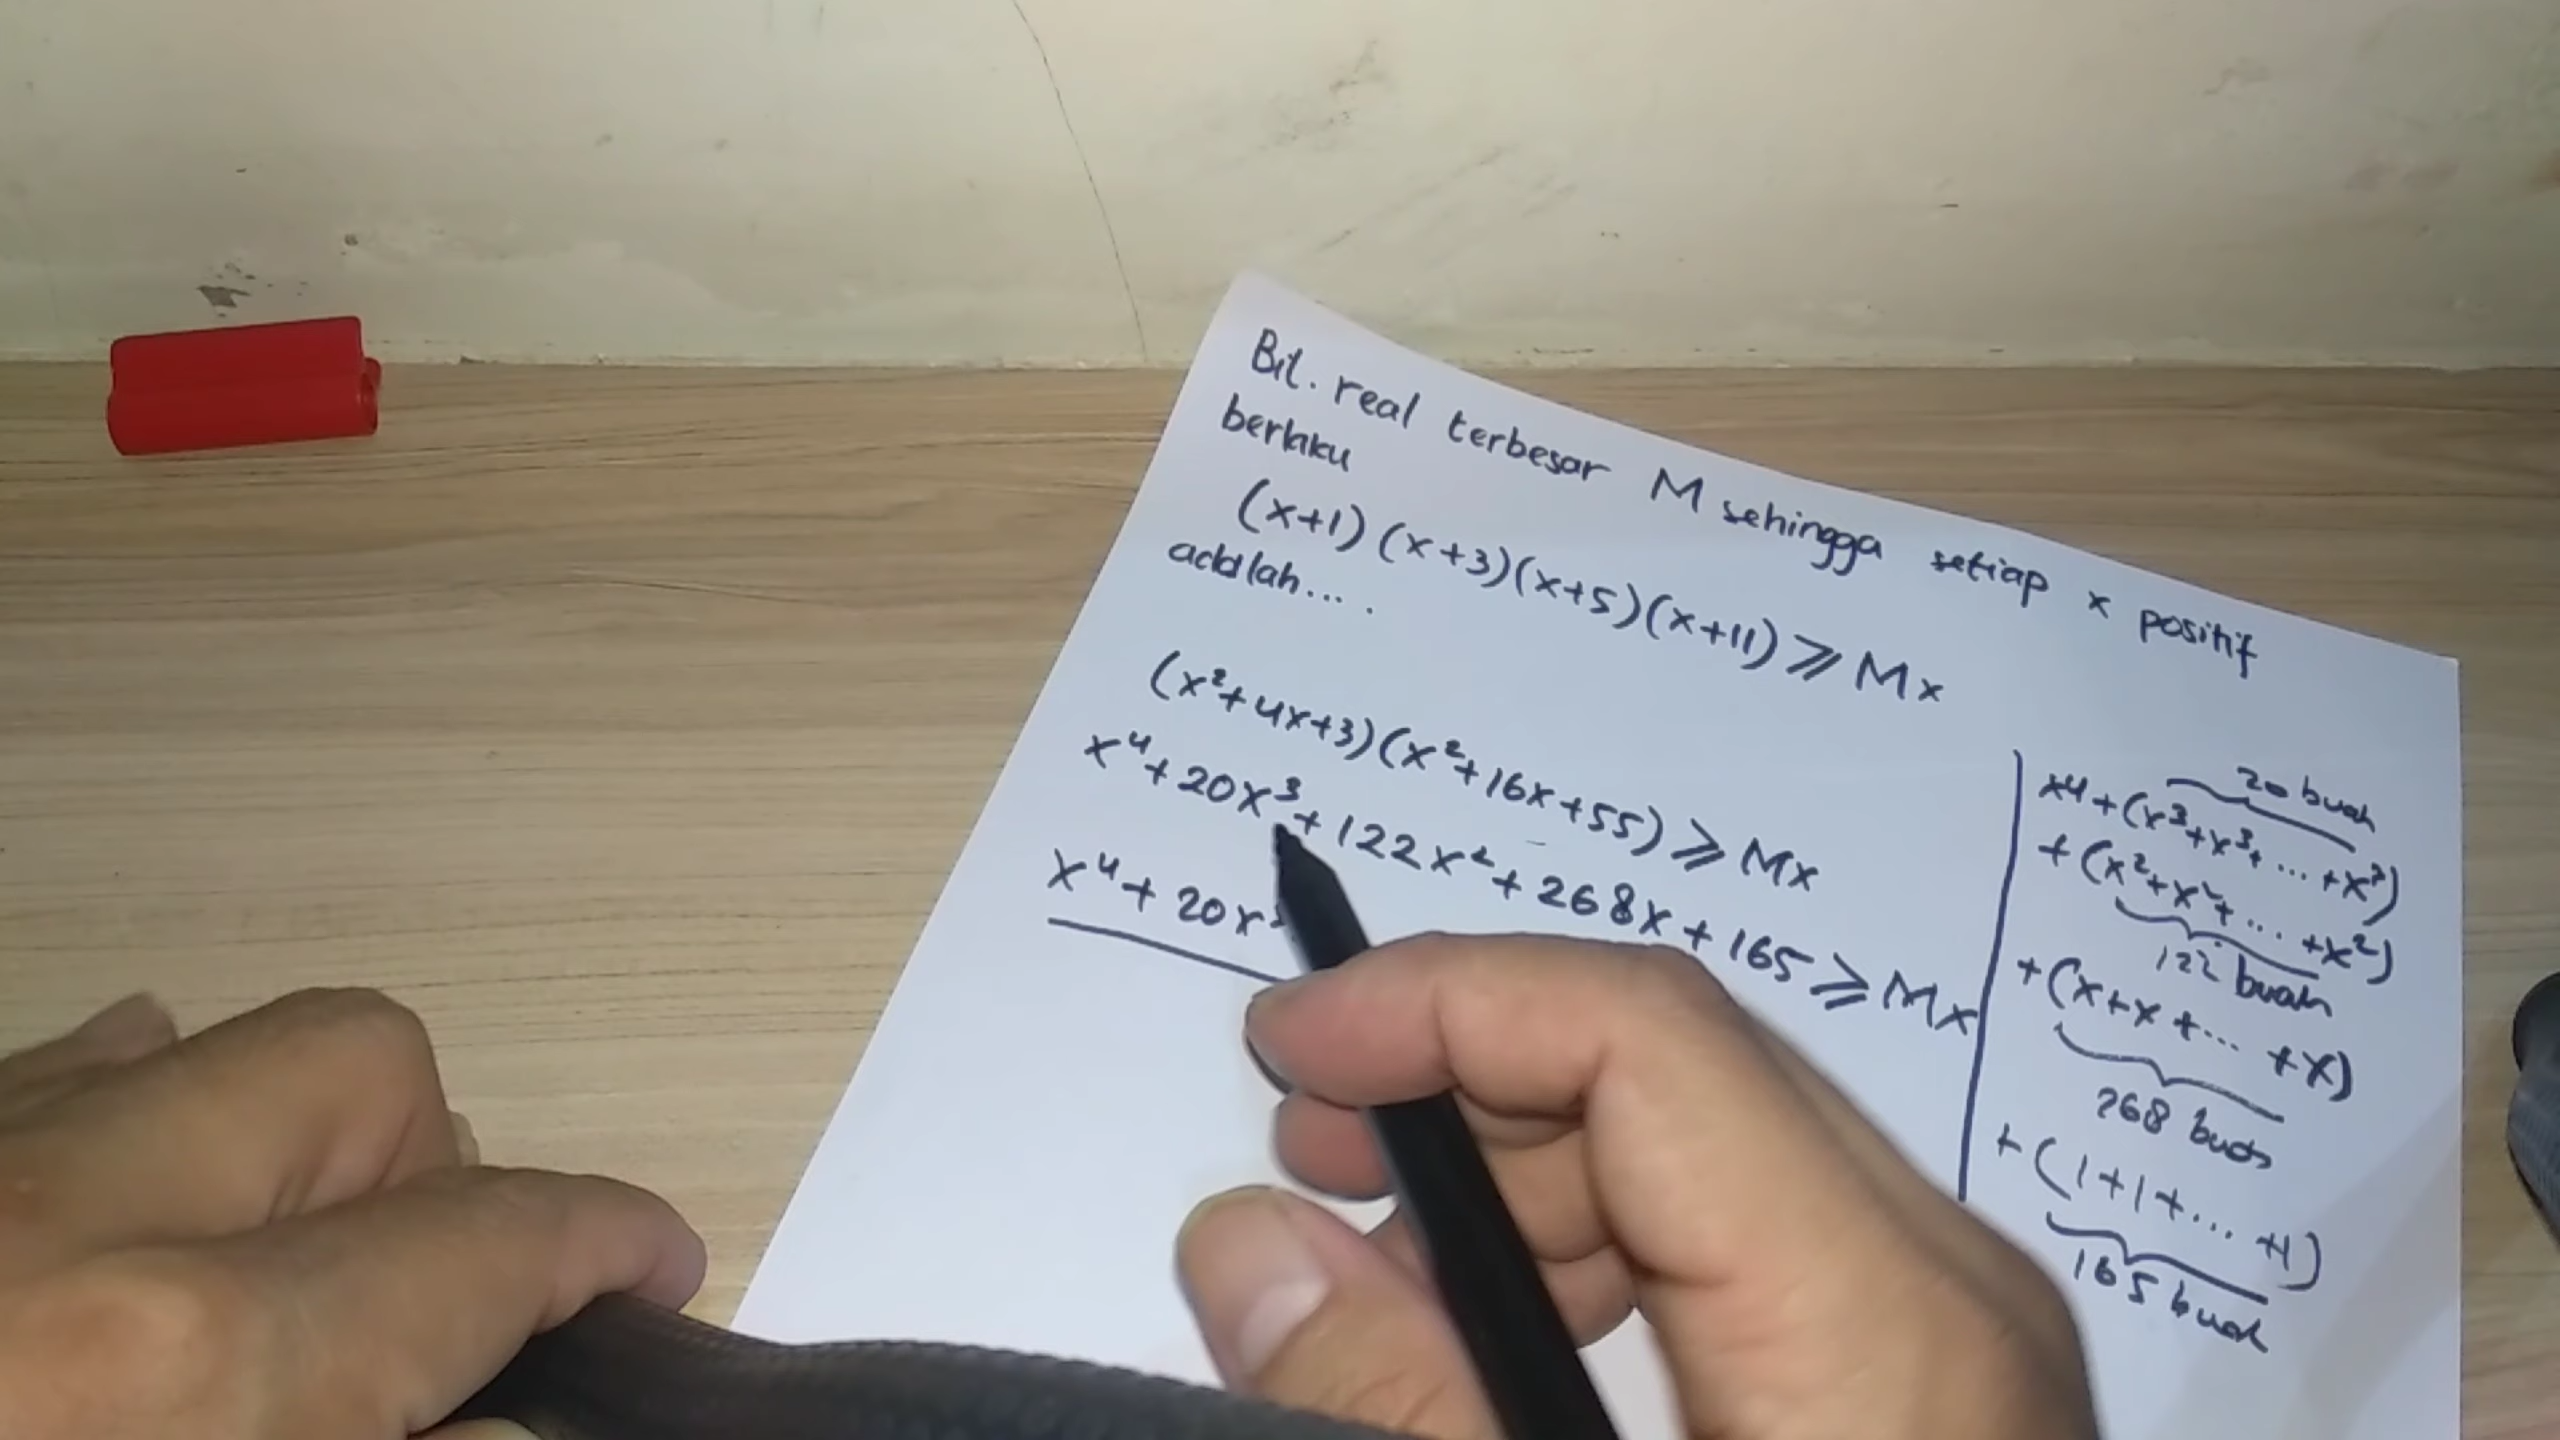 Bil. real terbesar M sehingga setiap x positif
berlaku
(x+1)(x+3)(x+5)(x+11) ⩾ Mx
adalah....
(x²+4x+3)(x²+16x+55) ⩾ Mx
x⁴+20x³+122x²+268x+165 ⩾ Mx
x⁴+20x
20 buah
x⁴+(x³+x³+...+x³)
+(x²+x²+...+x²)
122 buah
+(x+x+...+x)
268 buah
+(1+1+....+1)
165 buah